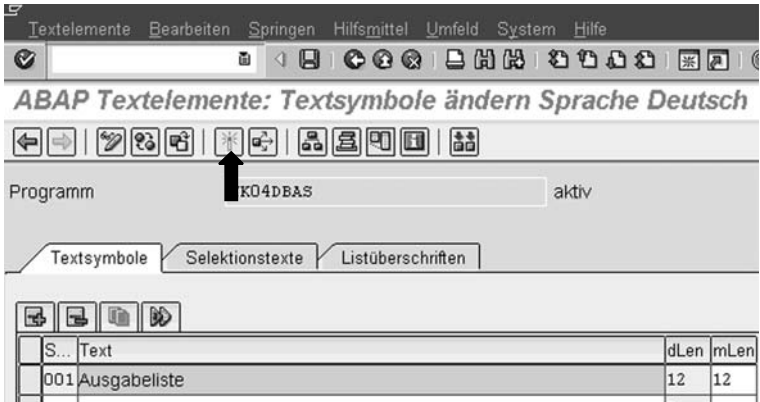 Textelemente Bearbeiten Springen Hilfsmittel Umfeld System Hilfe
ABAP Textelemente: Textsymbole ändern Sprache Deutsch
Programm aktiv
Textsymbole Selektionstexte Listüberschriften
S... Text dLen mLen
001 Ausgabeliste 12 12